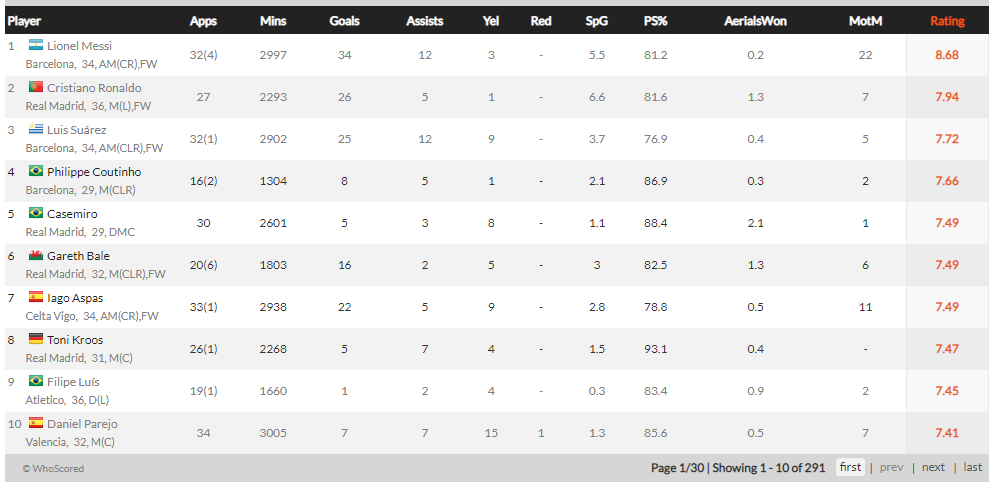 Player Apps Mins Goals Assists Yel Red SpG PS% AerialsWon MotM Rating
1 Lionel Messi
Barcelona, 34, AM(CR),FW 32(4) 2997 34 12 3 - 5.5 81.2 0.2 22 8.68
2 Cristiano Ronaldo
Real Madrid, 36, M(L),FW 27 2293 26 5 1 - 6.6 81.6 1.3 7 7.94
3 Luis Suárez
Barcelona, 34, AM(CLR),FW 32(1) 2902 25 12 9 - 3.7 76.9 0.4 5 7.72
4 Philippe Coutinho
Barcelona, 29, M(CLR) 16(2) 1304 8 5 1 - 2.1 86.9 0.3 2 7.66
5 Casemiro
Real Madrid, 29, DMC 30 2601 5 3 8 - 1.1 88.4 2.1 1 7.49
6 Gareth Bale
Real Madrid, 32, M(CLR),FW 20(6) 1803 16 2 5 - 3 82.5 1.3 6 7.49
7 Iago Aspas
Celta Vigo, 34, AM(CR),FW 33(1) 2938 22 5 9 - 2.8 78.8 0.5 11 7.49
8 Toni Kroos
Real Madrid, 31, M(C) 26(1) 2268 5 7 4 - 1.5 93.1 0.4 - 7.47
9 Filipe Luís
Atletico, 36, D(L) 19(1) 1660 1 2 4 - 0.3 83.4 0.9 2 7.45
10 Daniel Parejo
Valencia, 32, M(C) 34 3005 7 7 15 1 1.3 85.6 0.5 7 7.41
© WhoScored Page 1/30 | Showing 1 - 10 of 291 first | prev | next | last